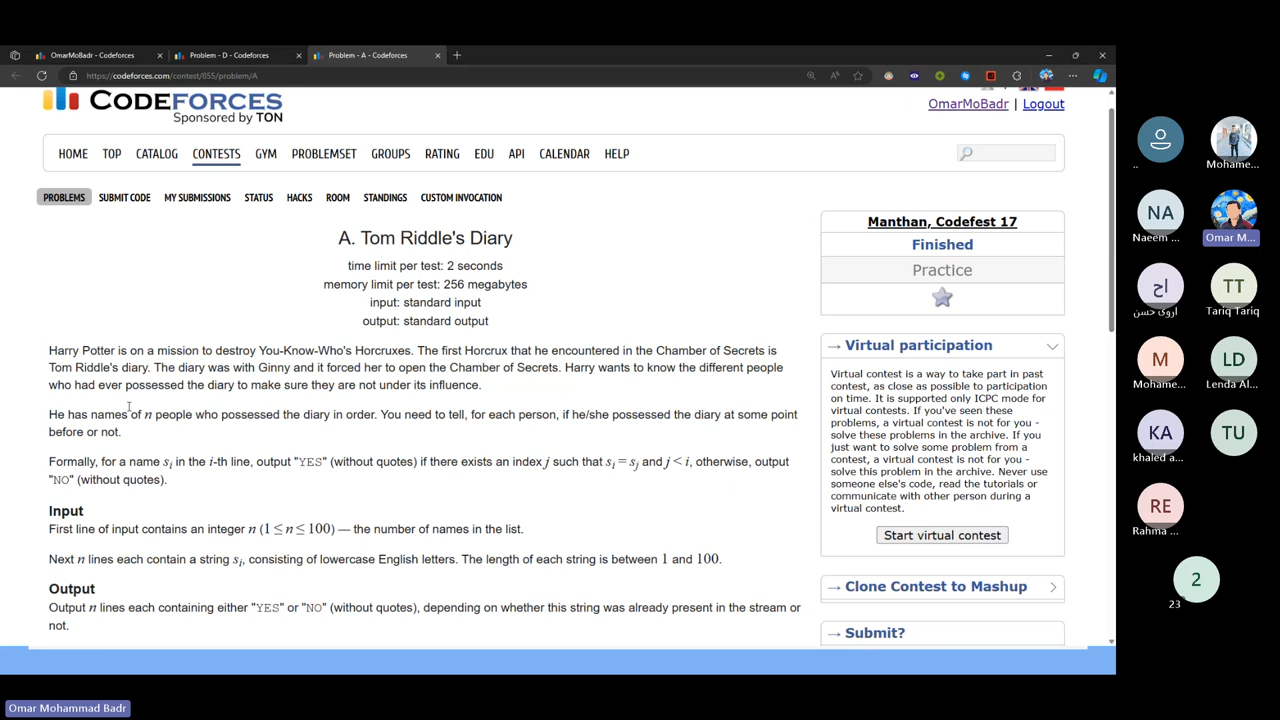 OmarMoBadr - Codeforces
Problem - D - Codeforces
Problem - A - Codeforces
https://codeforces.com/contest/855/problem/A
CODEFORCES
Sponsored by TON
OmarMoBadr | Logout
HOME TOP CATALOG CONTESTS GYM PROBLEMSET GROUPS RATING EDU API CALENDAR HELP
PROBLEMS SUBMIT CODE MY SUBMISSIONS STATUS HACKS ROOM STANDINGS CUSTOM INVOCATION
A. Tom Riddle's Diary
time limit per test: 2 seconds
memory limit per test: 256 megabytes
input: standard input
output: standard output
Harry Potter is on a mission to destroy You-Know-Who's Horcruxes. The first Horcrux that he encountered in the Chamber of Secrets is
Tom Riddle's diary. The diary was with Ginny and it forced her to open the Chamber of Secrets. Harry wants to know the different people
who had ever possessed the diary to make sure they are not under its influence.
He has names of n people who possessed the diary in order. You need to tell, for each person, if he/she possessed the diary at some point
before or not.
Formally, for a name si in the i-th line, output "YES" (without quotes) if there exists an index j such that si = sj and j < i, otherwise, output
"NO" (without quotes).
Input
First line of input contains an integer n (1 ≤ n ≤ 100) — the number of names in the list.
Next n lines each contain a string si, consisting of lowercase English letters. The length of each string is between 1 and 100.
Output
Output n lines each containing either "YES" or "NO" (without quotes), depending on whether this string was already present in the stream or
not.
Manthan, Codefest 17
Finished
Practice
→ Virtual participation
Virtual contest is a way to take part in past
contest, as close as possible to participation
on time. It is supported only ICPC mode for
virtual contests. If you've seen these
problems, a virtual contest is not for you -
solve these problems in the archive. If you
just want to solve some problem from a
contest, a virtual contest is not for you -
solve this problem in the archive. Never use
someone else's code, read the tutorials or
communicate with other person during a
virtual contest.
Start virtual contest
→ Clone Contest to Mashup
→ Submit?
..
Mohame...
NA
Naeem ...
Omar M...
اح
اروى حسن
TT
Tariq Tariq
M
Mohame...
LD
Lenda Al...
KA
khaled a...
TU
RE
Rahma ...
2
23
Omar Mohammad Badr